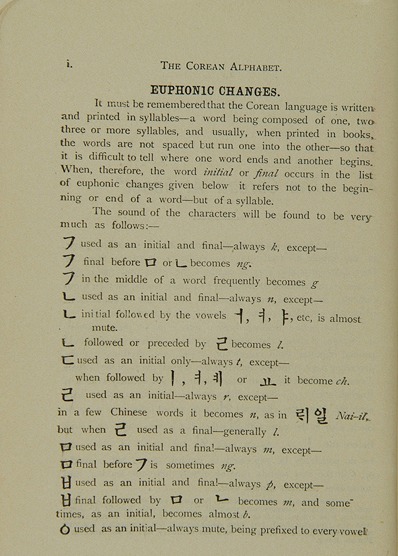 i. THE COREAN ALPHABET.
EUPHONIC CHANGES.
It must be remembered that the Corean language is written
and printed in syllables—a word being composed of one, two
three or more syllables, and usually, when printed in books,
the words are not spaced but run one into the other—so that
it is difficult to tell where one word ends and another begins.
When, therefore, the word initial or final occurs in the list
of euphonic changes given below it refers not to the begin-
ning or end of a word—but of a syllable.
The sound of the characters will be found to be very
much as follows:—
ㄱ used as an initial and final—always k, except—
ㄱ final before ㅁ or ㄴ becomes ng.
ㄱ in the middle of a word frequently becomes g
ㄴ used as an initial and final—always n, except—
ㄴ initial followed by the vowels ㅓ, ㅕ, ㅑ, etc, is almost
mute.
ㄴ followed or preceded by ㄹ becomes l.
ㄷ used as an initial only—always t, except—
when followed by ㅣ, ㅕ, ㅖ or ㅛ it become ch.
ㄹ used as an initial—always r, except—
in a few Chinese words it becomes n, as in 릭일 Nai-il,
but when ㄹ used as a final—generally l.
ㅁ used as an initial and final—always m, except—
ㅁ final before ㄱ is sometimes ng.
ㅂ used as an initial and final—always p, except—
ㅂ final followed by ㅁ or ㄴ becomes m, and some-
times, as an initial, becomes almost b.
ㅇ used as an initial—always mute, being prefixed to every vowel